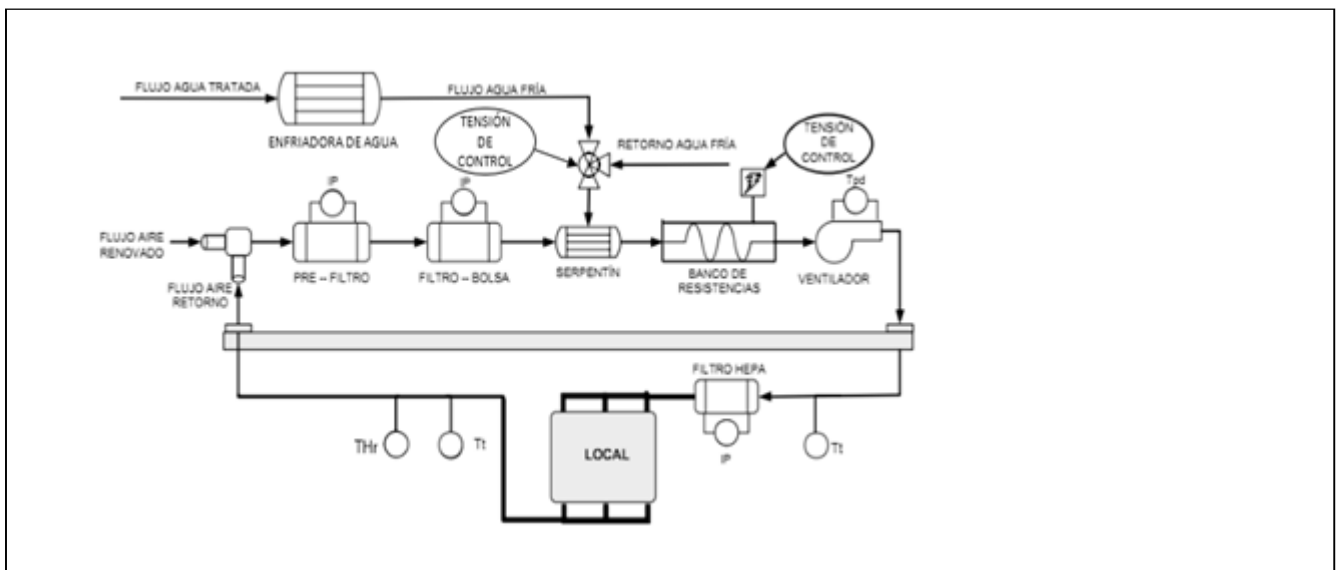 FLUJO AGUA TRATADA
FLUJO AGUA FRÍA
ENFRIADORA DE AGUA
TENSIÓN
DE
CONTROL
RETORNO AGUA FRÍA
TENSIÓN
DE
CONTROL
IP
IP
Tpd
FLUJO AIRE
RENOVADO
FLUJO AIRE
RETORNO
PRE – FILTRO
FILTRO – BOLSA
SERPENTÍN
BANCO DE
RESISTENCIAS
VENTILADOR
FILTRO HEPA
IP
THr
Tt
LOCAL
Tt